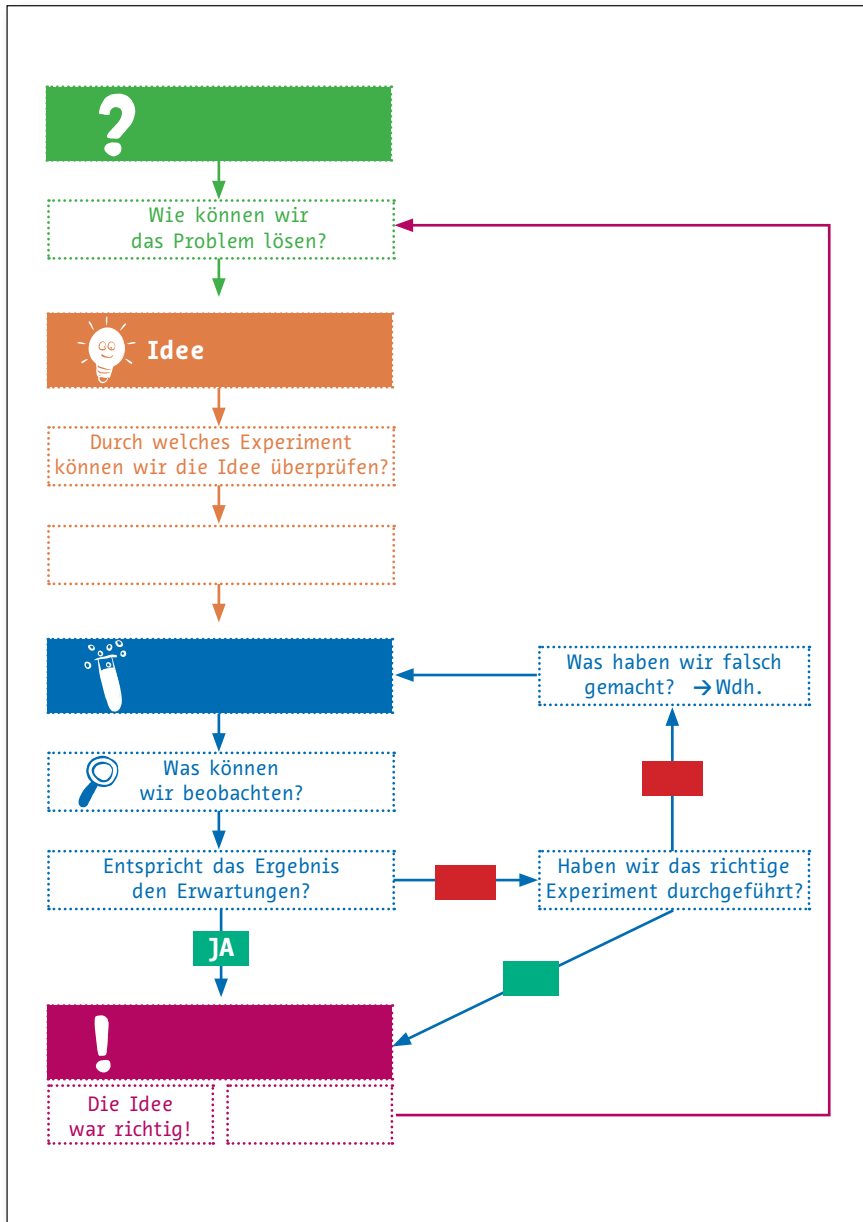 ?
Wie können wir
das Problem lösen?
Idee
Durch welches Experiment
können wir die Idee überprüfen?
Was haben wir falsch
gemacht? → Wdh.
Was können
wir beobachten?
Entspricht das Ergebnis
den Erwartungen?
Haben wir das richtige
Experiment durchgeführt?
JA
!
Die Idee
war richtig!